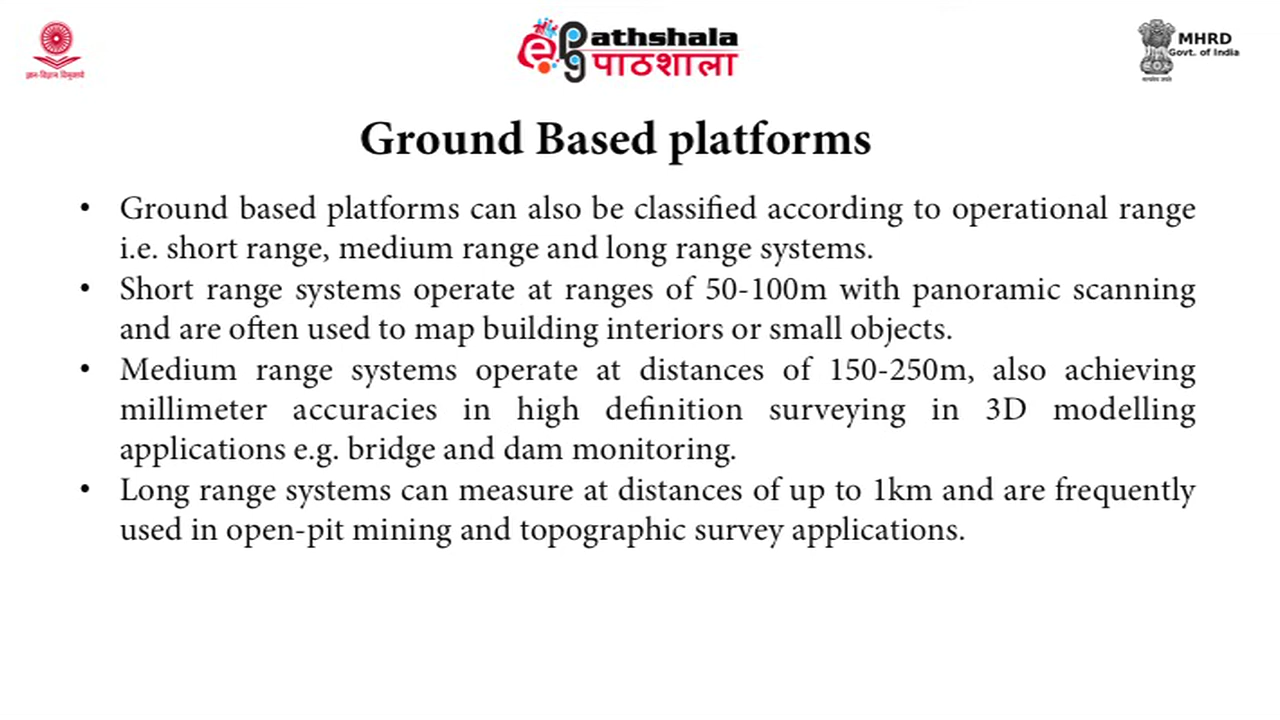 ज्ञान-विज्ञान विमुक्तये
ePathshala
पाठशाला
MHRD
Govt. of India
सत्यमेव जयते
Ground Based platforms
• Ground based platforms can also be classified according to operational range
i.e. short range, medium range and long range systems.
• Short range systems operate at ranges of 50-100m with panoramic scanning
and are often used to map building interiors or small objects.
• Medium range systems operate at distances of 150-250m, also achieving
millimeter accuracies in high definition surveying in 3D modelling
applications e.g. bridge and dam monitoring.
• Long range systems can measure at distances of up to 1km and are frequently
used in open-pit mining and topographic survey applications.